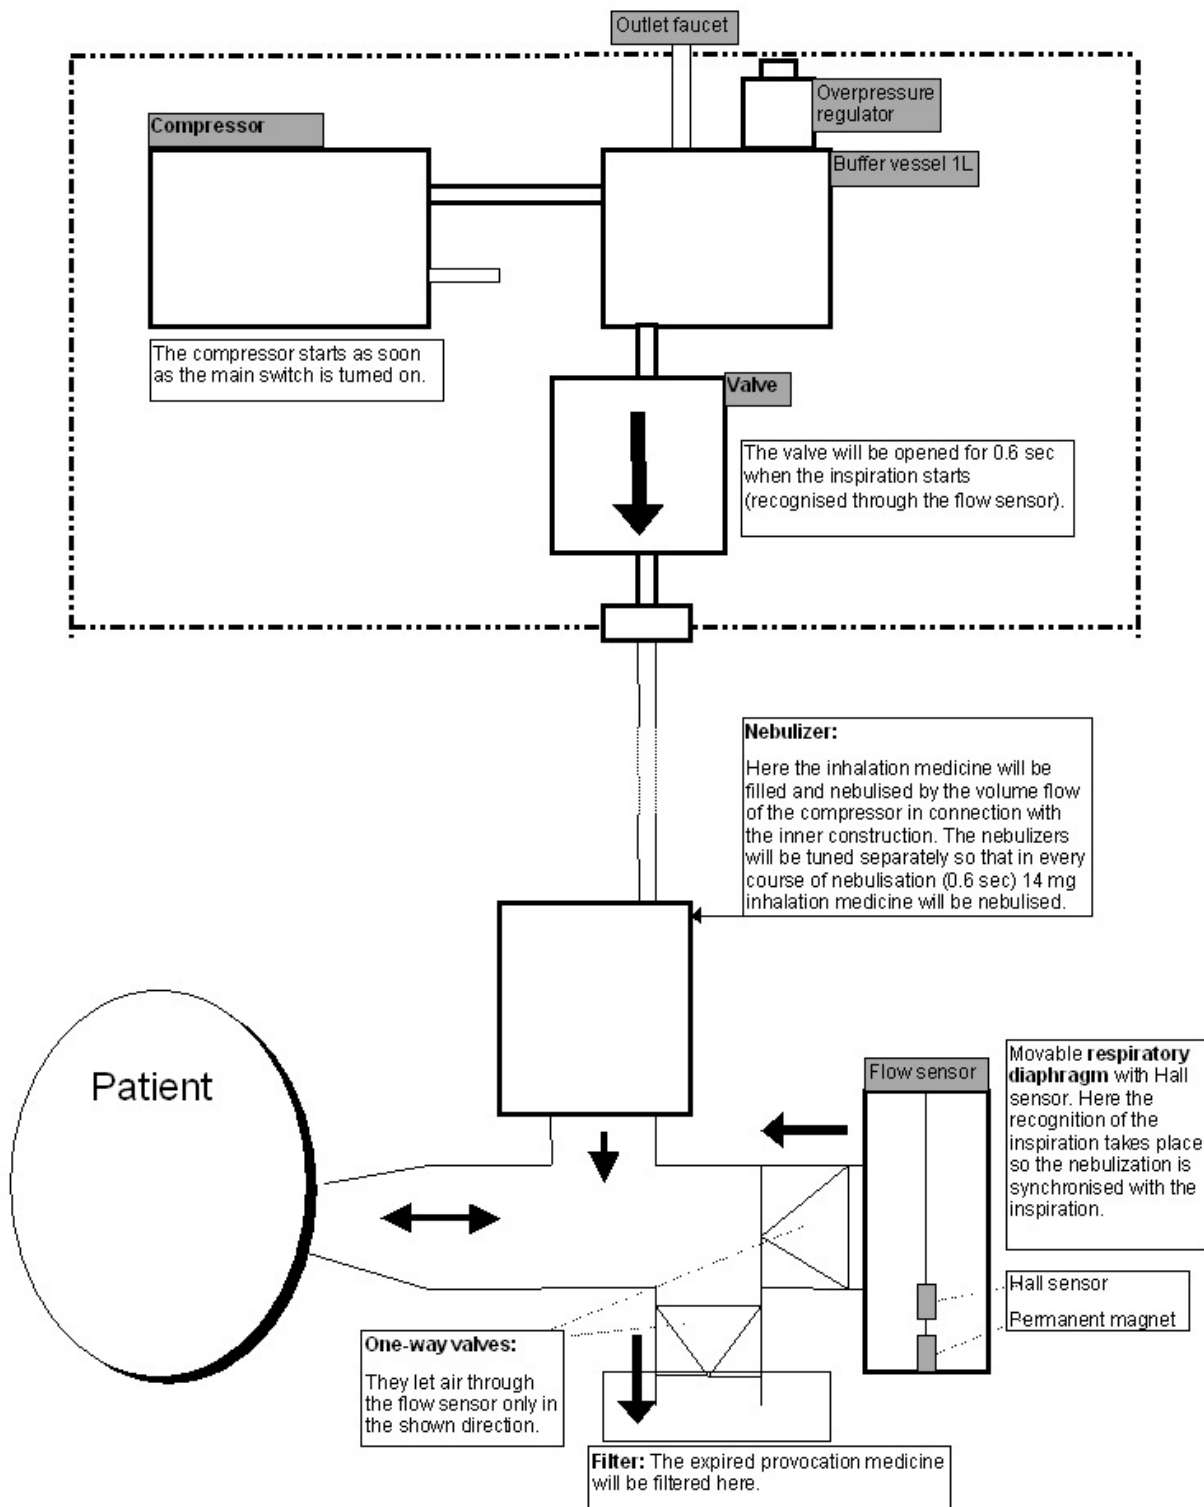 Outlet faucet
Overpressure
regulator
Compressor
Buffer vessel 1L
The compressor starts as soon
as the main switch is turned on.
Valve
The valve will be opened for 0.6 sec
when the inspiration starts
(recognised through the flow sensor).
Nebulizer:
Here the inhalation medicine will be
filled and nebulised by the volume flow
of the compressor in connection with
the inner construction. The nebulizers
will be tuned separately so that in every
course of nebulisation (0.6 sec) 14 mg
inhalation medicine will be nebulised.
Patient
Flow sensor
Movable respiratory
diaphragm with Hall
sensor. Here the
recognition of the
inspiration takes place
so the nebulization is
synchronised with the
inspiration.
Hall sensor
Permanent magnet
One-way valves:
They let air through
the flow sensor only in
the shown direction.
Filter: The expired provocation medicine
will be filtered here.